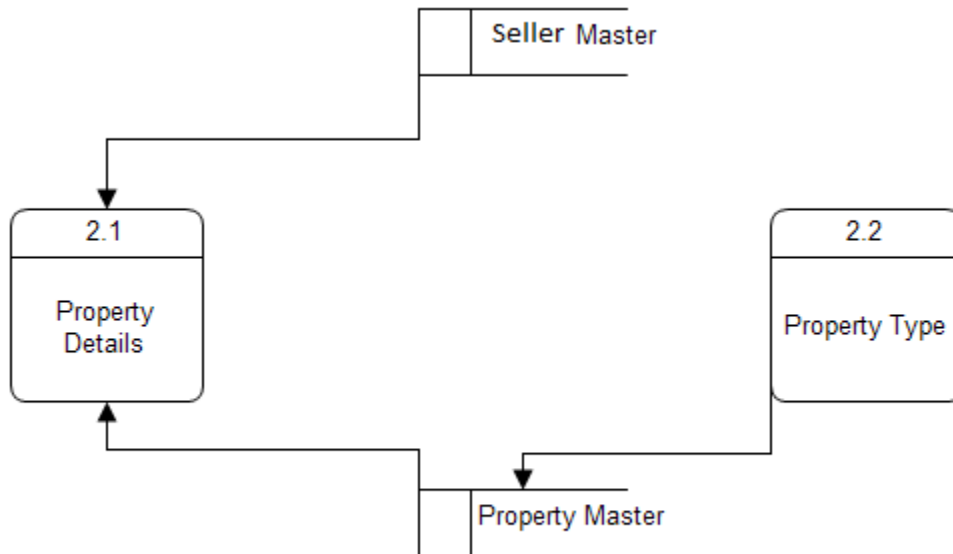 Seller Master
2.1
2.2
Property
Details
Property Type
Property Master